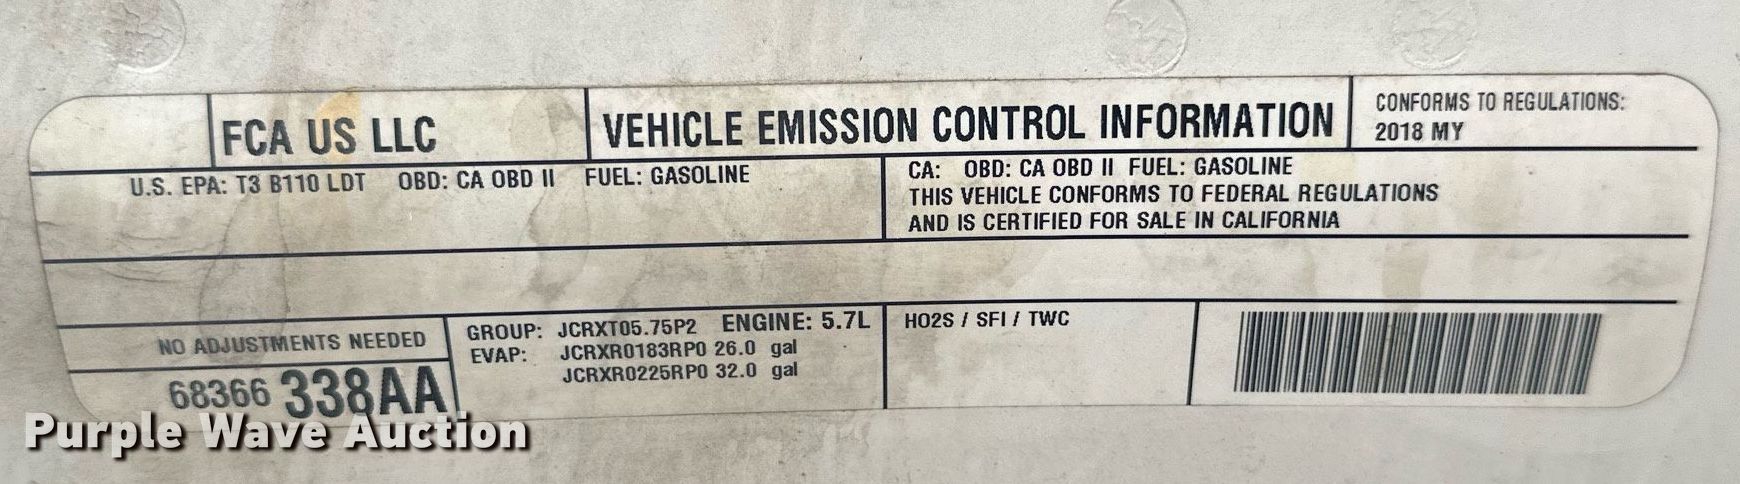 FCA US LLC
VEHICLE EMISSION CONTROL INFORMATION
CONFORMS TO REGULATIONS:
2018 MY
U.S. EPA: T3 B110 LDT OBD: CA OBD II FUEL: GASOLINE
CA: OBD: CA OBD II FUEL: GASOLINE
THIS VEHICLE CONFORMS TO FEDERAL REGULATIONS
AND IS CERTIFIED FOR SALE IN CALIFORNIA
NO ADJUSTMENTS NEEDED
68366 338AA
GROUP: JCRXT05.75P2 ENGINE: 5.7L
EVAP: JCRXR0183RP0 26.0 gal
JCRXR0225RP0 32.0 gal
HO2S / SFI / TWC
Purple Wave Auction